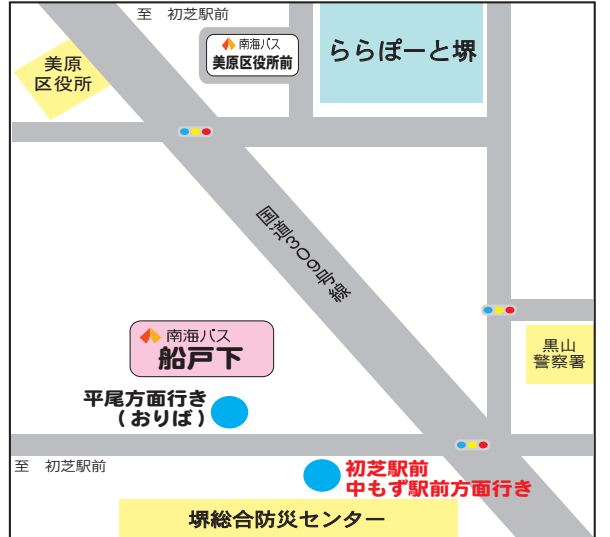 至 初芝駅前
南海バス
美原区役所前
ららぽーと堺
美原
区役所
国道309号線
南海バス
船戸下
黒山
警察署
平尾方面行き
(おりば)
至 初芝駅前
初芝駅前
中もず駅前方面行き
堺総合防災センター